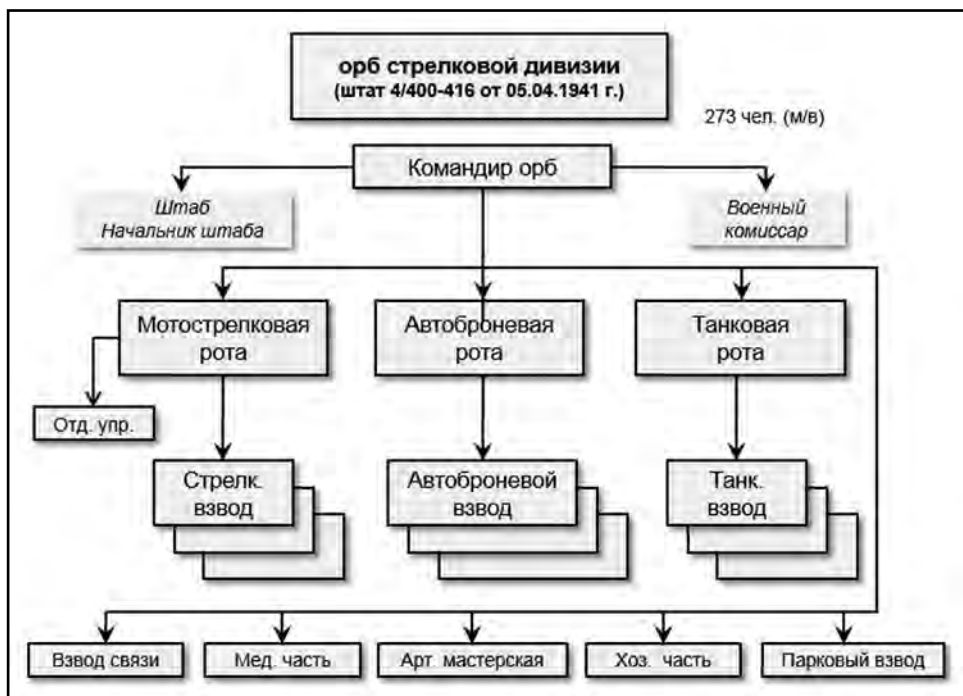 орб стрелковой дивизии
(штат 4/400-416 от 05.04.1941 г.)
273 чел. (м/в)
Командир орб
Штаб
Начальник штаба
Военный
комиссар
Мотострелковая
рота
Автоброневая
рота
Танковая
рота
Отд. упр.
Стрелк.
взвод
Автоброневой
взвод
Танк.
взвод
Взвод связи
Мед. часть
Арт. мастерская
Хоз. часть
Парковый взвод